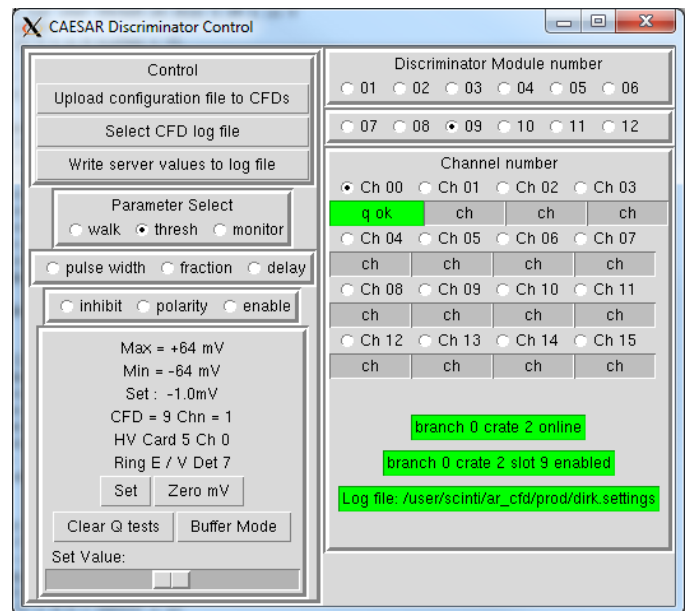 CAESAR Discriminator Control
Control
Upload configuration file to CFDs
Select CFD log file
Write server values to log file
Parameter Select
walk thresh monitor
pulse width fraction delay
inhibit polarity enable
Max = +64 mV
Min = -64 mV
Set : -1.0mV
CFD = 9 Chn = 1
HV Card 5 Ch 0
Ring E / V Det 7
Set Zero mV
Clear Q tests Buffer Mode
Set Value:
Discriminator Module number
01 02 03 04 05 06
07 08 09 10 11 12
Channel number
Ch 00 Ch 01 Ch 02 Ch 03
q ok ch ch ch
Ch 04 Ch 05 Ch 06 Ch 07
ch ch ch ch
Ch 08 Ch 09 Ch 10 Ch 11
ch ch ch ch
Ch 12 Ch 13 Ch 14 Ch 15
ch ch ch ch
branch 0 crate 2 online
branch 0 crate 2 slot 9 enabled
Log file: /user/scinti/ar_cfd/prod/dirk.settings